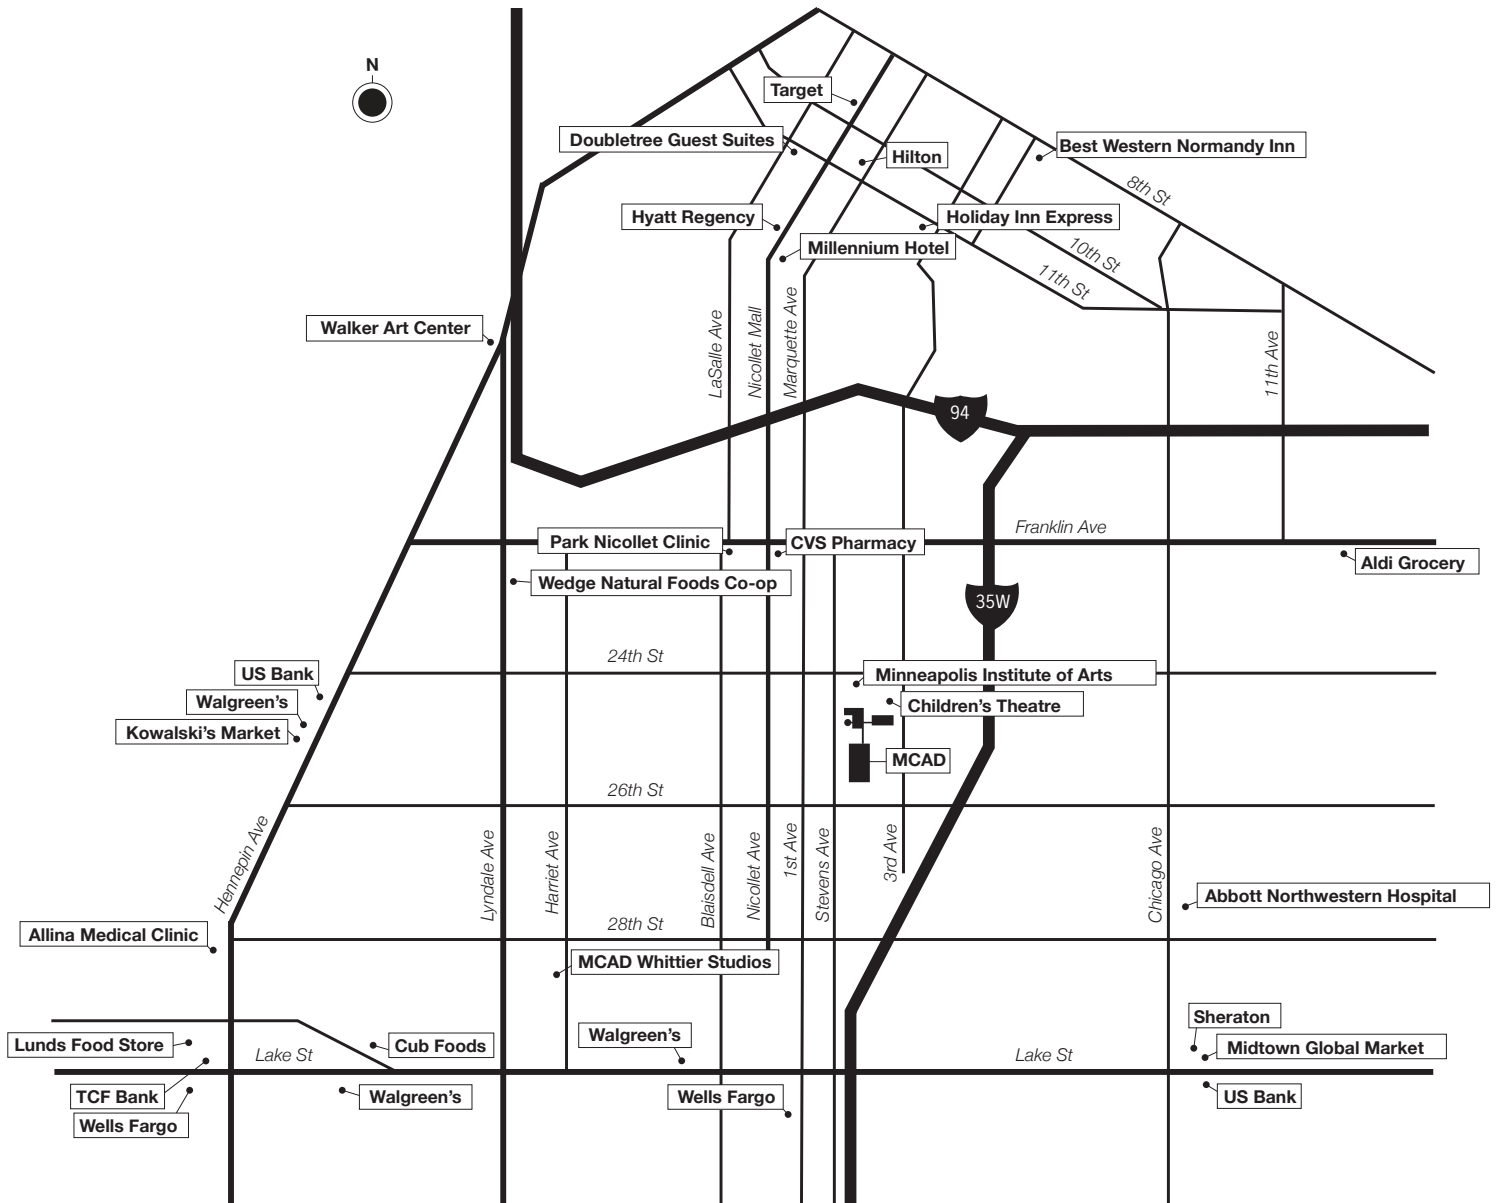 N
Target
Doubletree Guest Suites
Hilton
Best Western Normandy Inn
8th St
Hyatt Regency
Holiday Inn Express
Millennium Hotel
10th St
11th St
Walker Art Center
LaSalle Ave
Nicollet Mall
Marquette Ave
11th Ave
94
Franklin Ave
Park Nicollet Clinic
CVS Pharmacy
Aldi Grocery
Wedge Natural Foods Co-op
35W
24th St
US Bank
Minneapolis Institute of Arts
Walgreen's
Children's Theatre
Kowalski's Market
MCAD
26th St
Hennepin Ave
Lyndale Ave
Harriet Ave
Blaisdell Ave
Nicollet Ave
1st Ave
Stevens Ave
3rd Ave
Chicago Ave
Abbott Northwestern Hospital
28th St
Allina Medical Clinic
MCAD Whittier Studios
Sheraton
Lunds Food Store
Cub Foods
Walgreen's
Midtown Global Market
Lake St
Lake St
TCF Bank
Walgreen's
Wells Fargo
US Bank
Wells Fargo